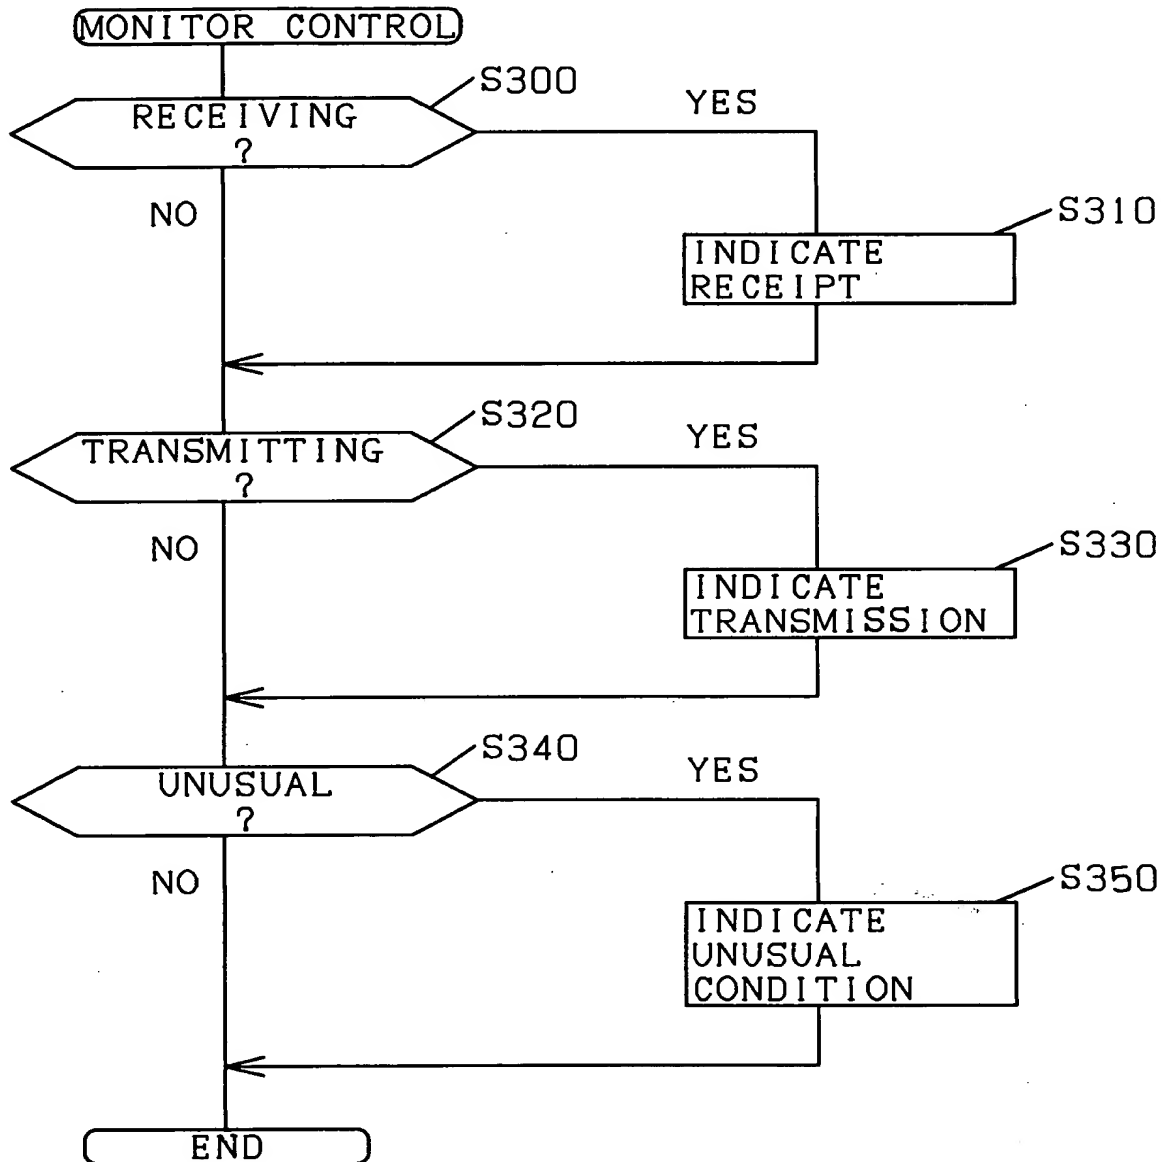 MONITOR CONTROL
S300
RECEIVING
?
YES
NO
S310
INDICATE
RECEIPT
S320
TRANSMITTING
?
YES
NO
S330
INDICATE
TRANSMISSION
S340
UNUSUAL
?
YES
NO
S350
INDICATE
UNUSUAL
CONDITION
END